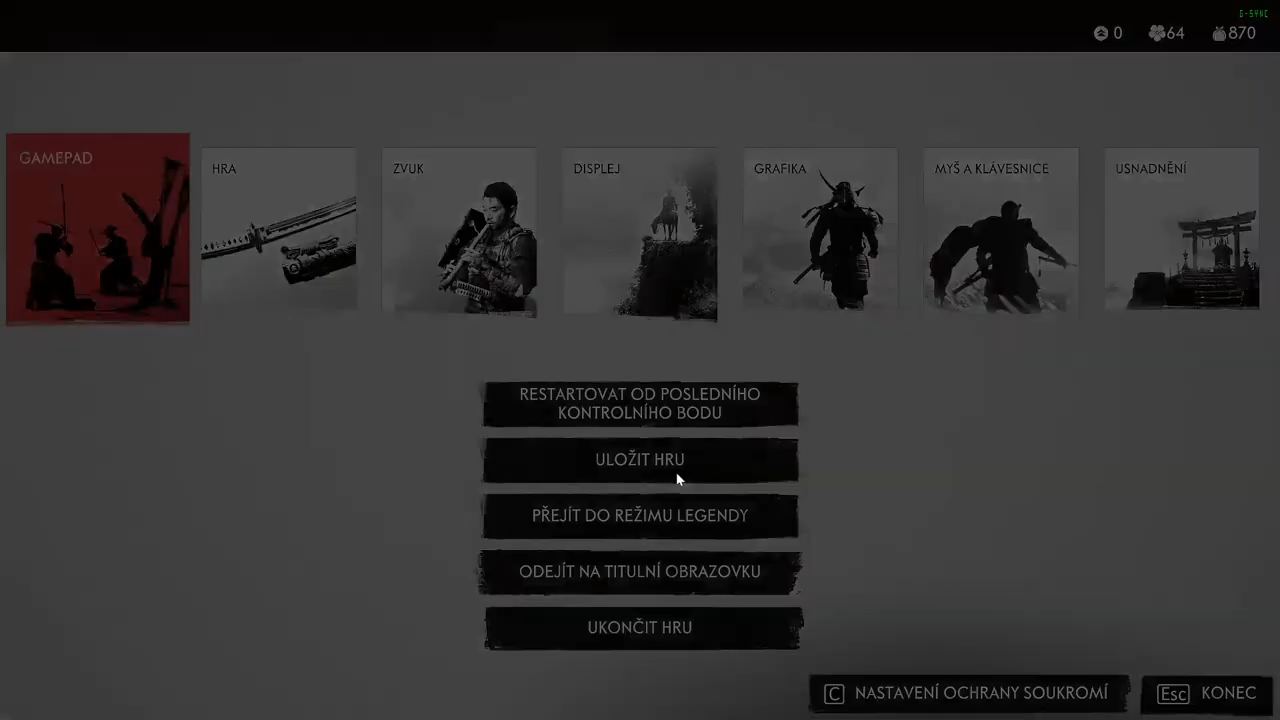 G-SYNC
0 64 870
GAMEPAD
HRA
ZVUK
DISPLEJ
GRAFIKA
MYŠ A KLÁVESNICE
USNADNĚNÍ
RESTARTOVAT OD POSLEDNÍHO
KONTROLNÍHO BODU
ULOŽIT HRU
PŘEJÍT DO REŽIMU LEGENDY
ODEJÍT NA TITULNÍ OBRAZOVKU
UKONČIT HRU
C NASTAVENÍ OCHRANY SOUKROMÍ
Esc KONEC